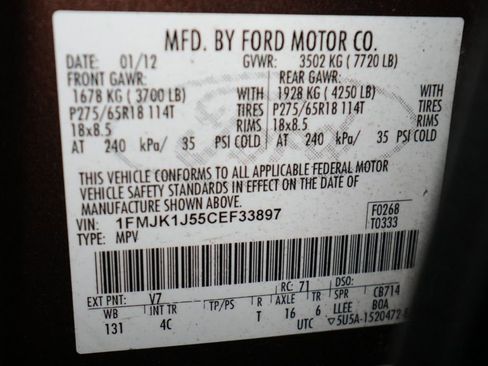 MFD. BY FORD MOTOR CO.
DATE: 01/12 GVWR: 3502 KG (7720 LB)
FRONT GAWR: REAR GAWR:
1678 KG (3700 LB) WITH 1928 KG (4250 LB) WITH
P275/65R18 114T TIRES P275/65R18 114T TIRES
18x8.5 RIMS 18x8.5 RIMS
AT 240 kPa/ 35 PSI COLD AT 240 kPa/ 35 PSI COLD
THIS VEHICLE CONFORMS TO ALL APPLICABLE FEDERAL MOTOR
VEHICLE SAFETY STANDARDS IN EFFECT ON THE DATE OF
MANUFACTURE SHOWN ABOVE.
VIN: 1FMJK1J55CEF33897 F0268
TYPE: MPV T0333
EXT PNT: V7 RC: 71 DSO:
WB INT TR TP/PS R AXLE TR SPR CB714
131 4C T 16 6 LLEE BOA
UTC ▽5U5A-1520472-